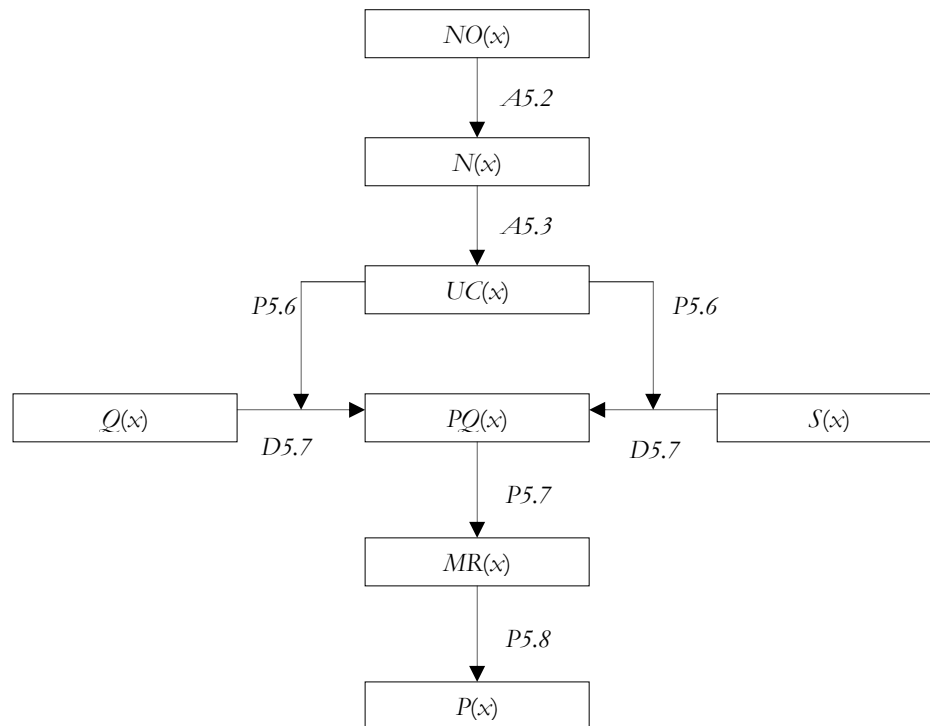 NO(x)
A5.2
N(x)
A5.3
UC(x)
P5.6
P5.6
Q(x)
PQ(x)
S(x)
D5.7
D5.7
P5.7
MR(x)
P5.8
P(x)